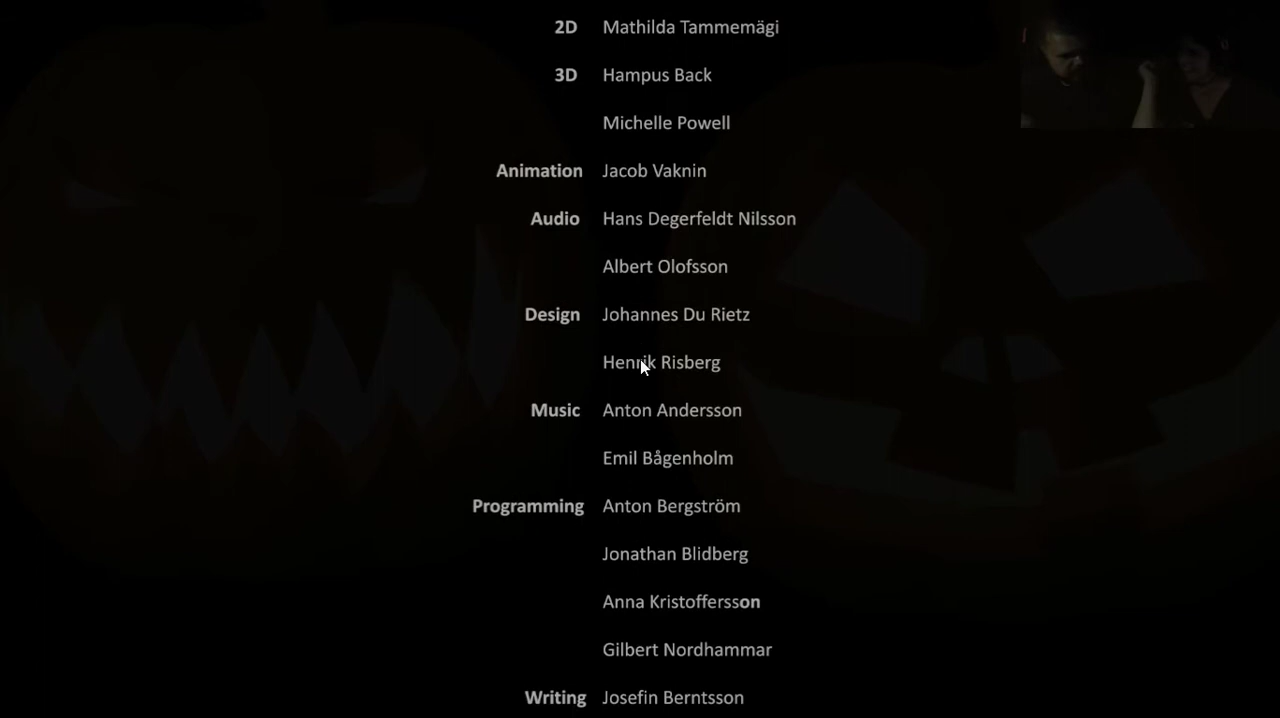 2D Mathilda Tammemägi
3D Hampus Back
Michelle Powell
Animation Jacob Vaknin
Audio Hans Degerfeldt Nilsson
Albert Olofsson
Design Johannes Du Rietz
Henrik Risberg
Music Anton Andersson
Emil Bågenholm
Programming Anton Bergström
Jonathan Blidberg
Anna Kristoffersson
Gilbert Nordhammar
Writing Josefin Berntsson